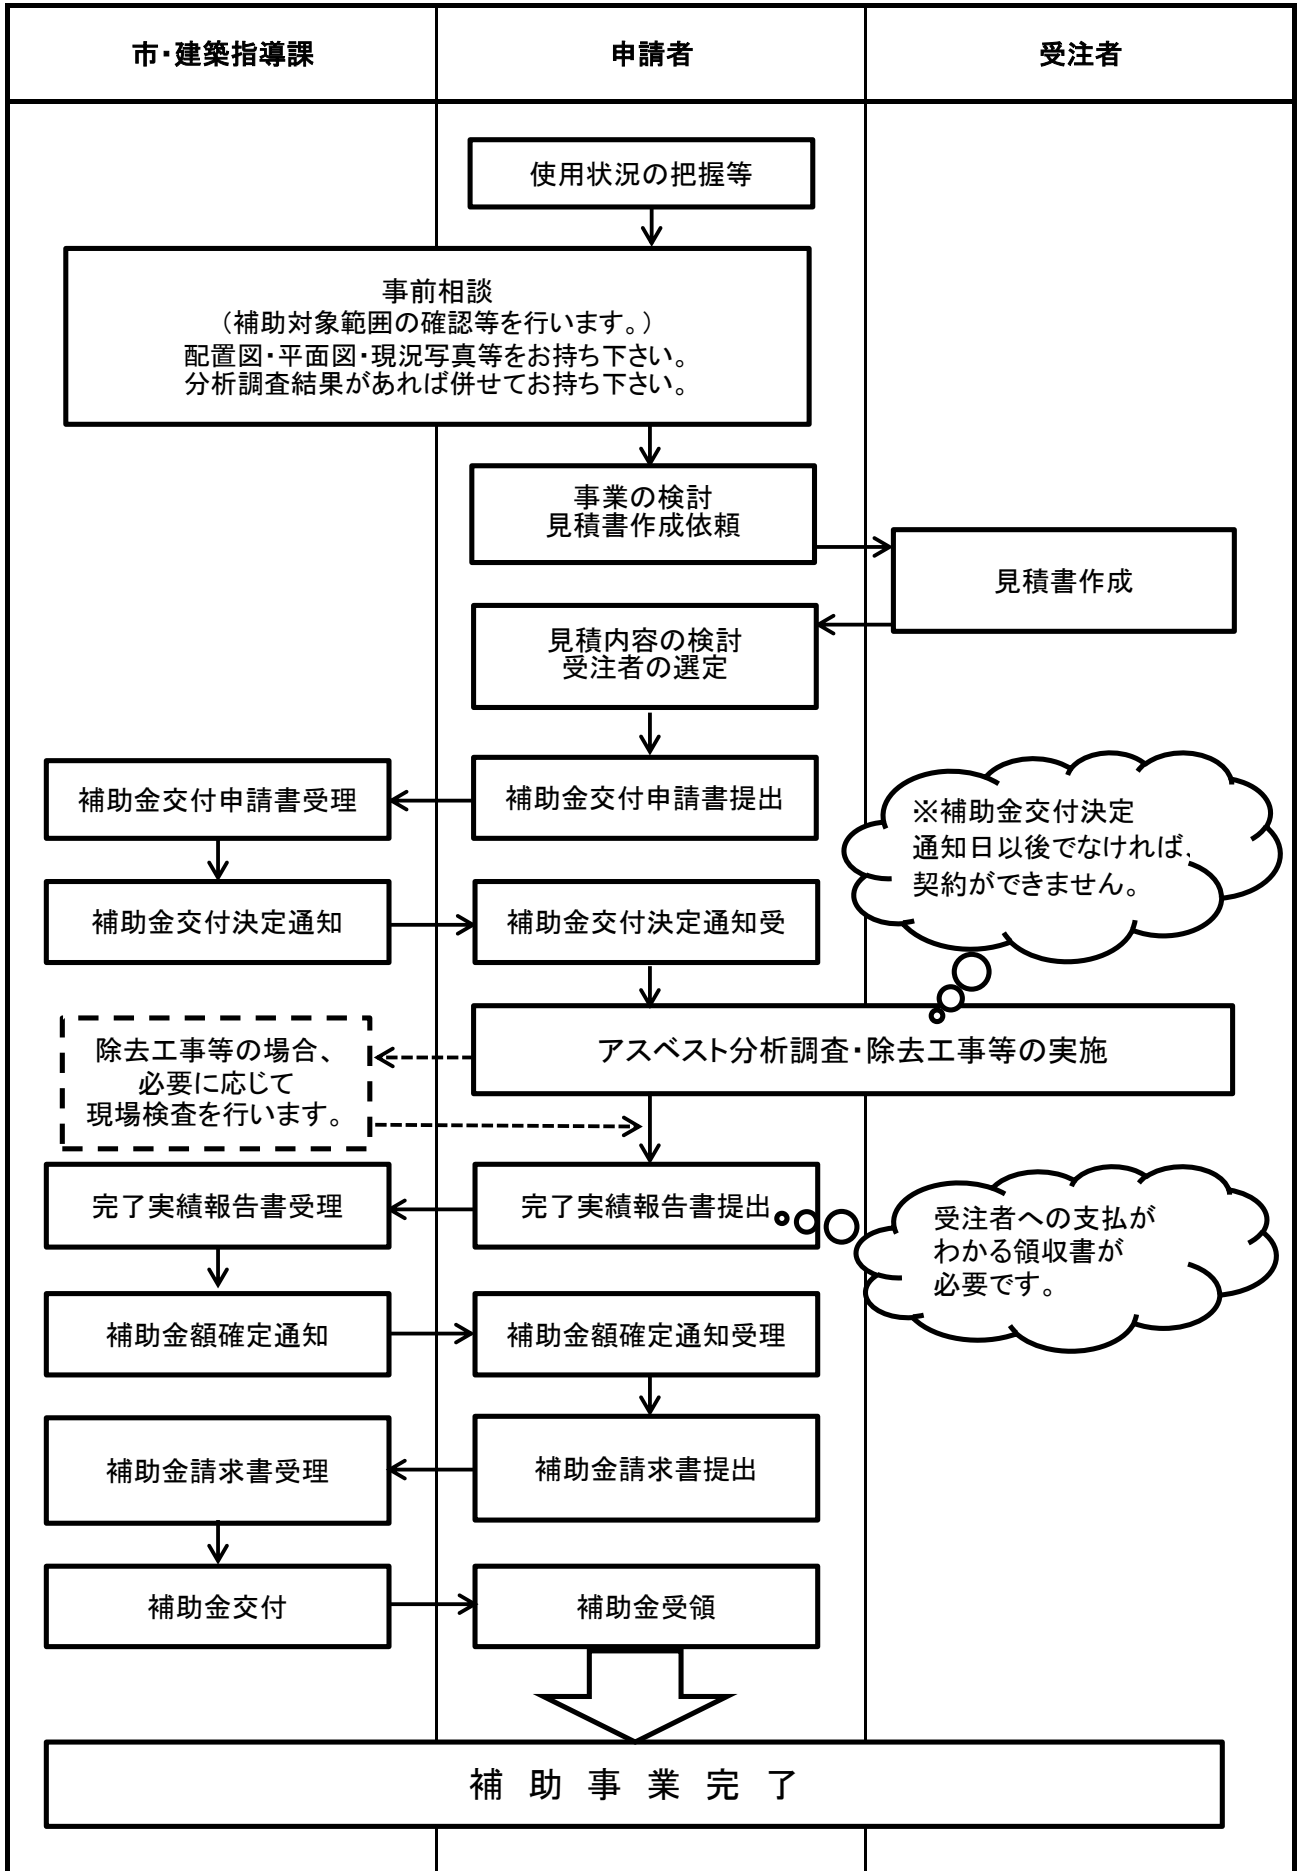 市・建築指導課
申請者
受注者
使用状況の把握等
事前相談
（補助対象範囲の確認等を行います。）
配置図・平面図・現況写真等をお持ち下さい。
分析調査結果があれば併せてお持ち下さい。
事業の検討
見積書作成依頼
見積書作成
見積内容の検討
受注者の選定
補助金交付申請書受理
補助金交付申請書提出
※補助金交付決定
通知日以後でなければ、
契約ができません。
補助金交付決定通知
補助金交付決定通知受
アスベスト分析調査・除去工事等の実施
除去工事等の場合、
必要に応じて
現場検査を行います。
完了実績報告書受理
完了実績報告書提出
受注者への支払が
わかる領収書が
必要です。
補助金額確定通知
補助金額確定通知受理
補助金請求書受理
補助金請求書提出
補助金交付
補助金受領
補助事業完了